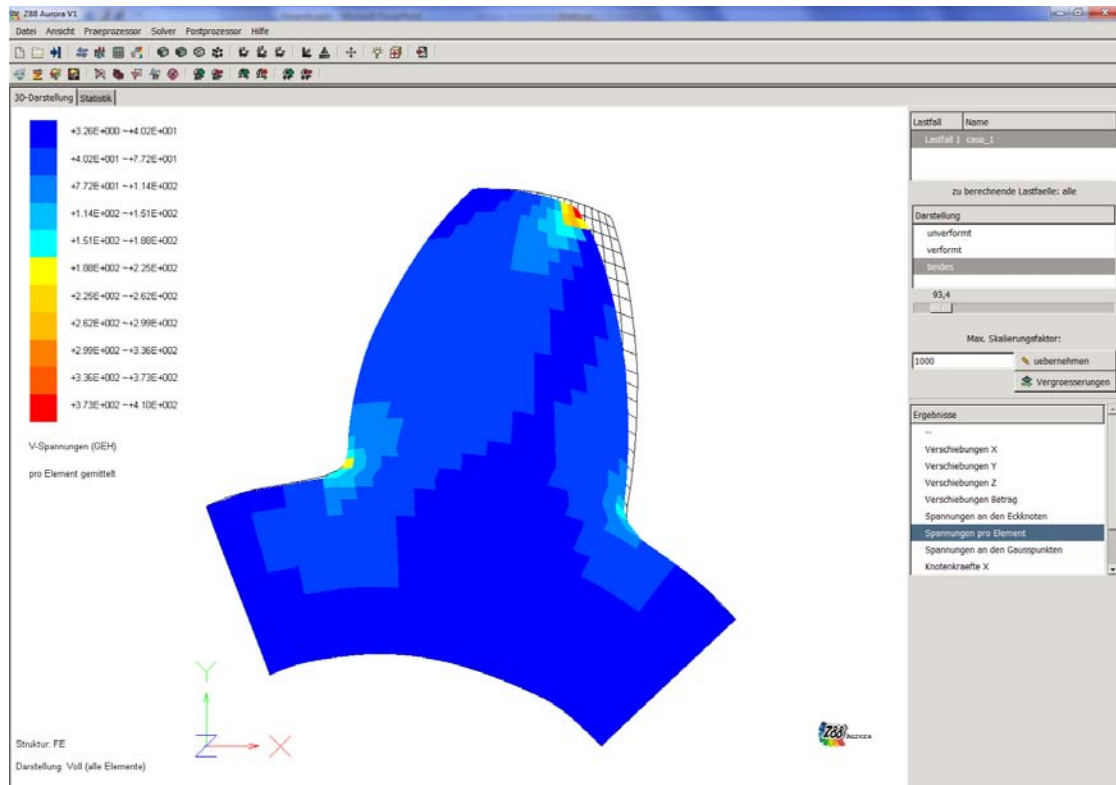 Z88 Aurora V1
Datei Ansicht Praeprozessor Solver Postprozessor Hilfe
3D-Darstellung Statistik
+3.26E+000 ~+4.02E+001
+4.02E+001 ~+7.72E+001
+7.72E+001 ~+1.14E+002
+1.14E+002 ~+1.51E+002
+1.51E+002 ~+1.88E+002
+1.88E+002 ~+2.25E+002
+2.25E+002 ~+2.62E+002
+2.62E+002 ~+2.99E+002
+2.99E+002 ~+3.36E+002
+3.36E+002 ~+3.73E+002
+3.73E+002 ~+4.10E+002
V-Spannungen (GEH)
pro Element gemittelt
Y
Z X
Struktur: FE
Darstellung: Voll (alle Elemente)
Z88 Aurora
Lastfall Name
Lastfall 1 case_1
zu berechnende Lastfaelle: alle
Darstellung
unverformt
verformt
beides
93,4
Max. Skalierungsfaktor:
1000 uebernehmen
Vergroesserungen
Ergebnisse
--
Verschiebungen X
Verschiebungen Y
Verschiebungen Z
Verschiebungen Betrag
Spannungen an den Eckknoten
Spannungen pro Element
Spannungen an den Gausspunkten
Knotenkraefte X